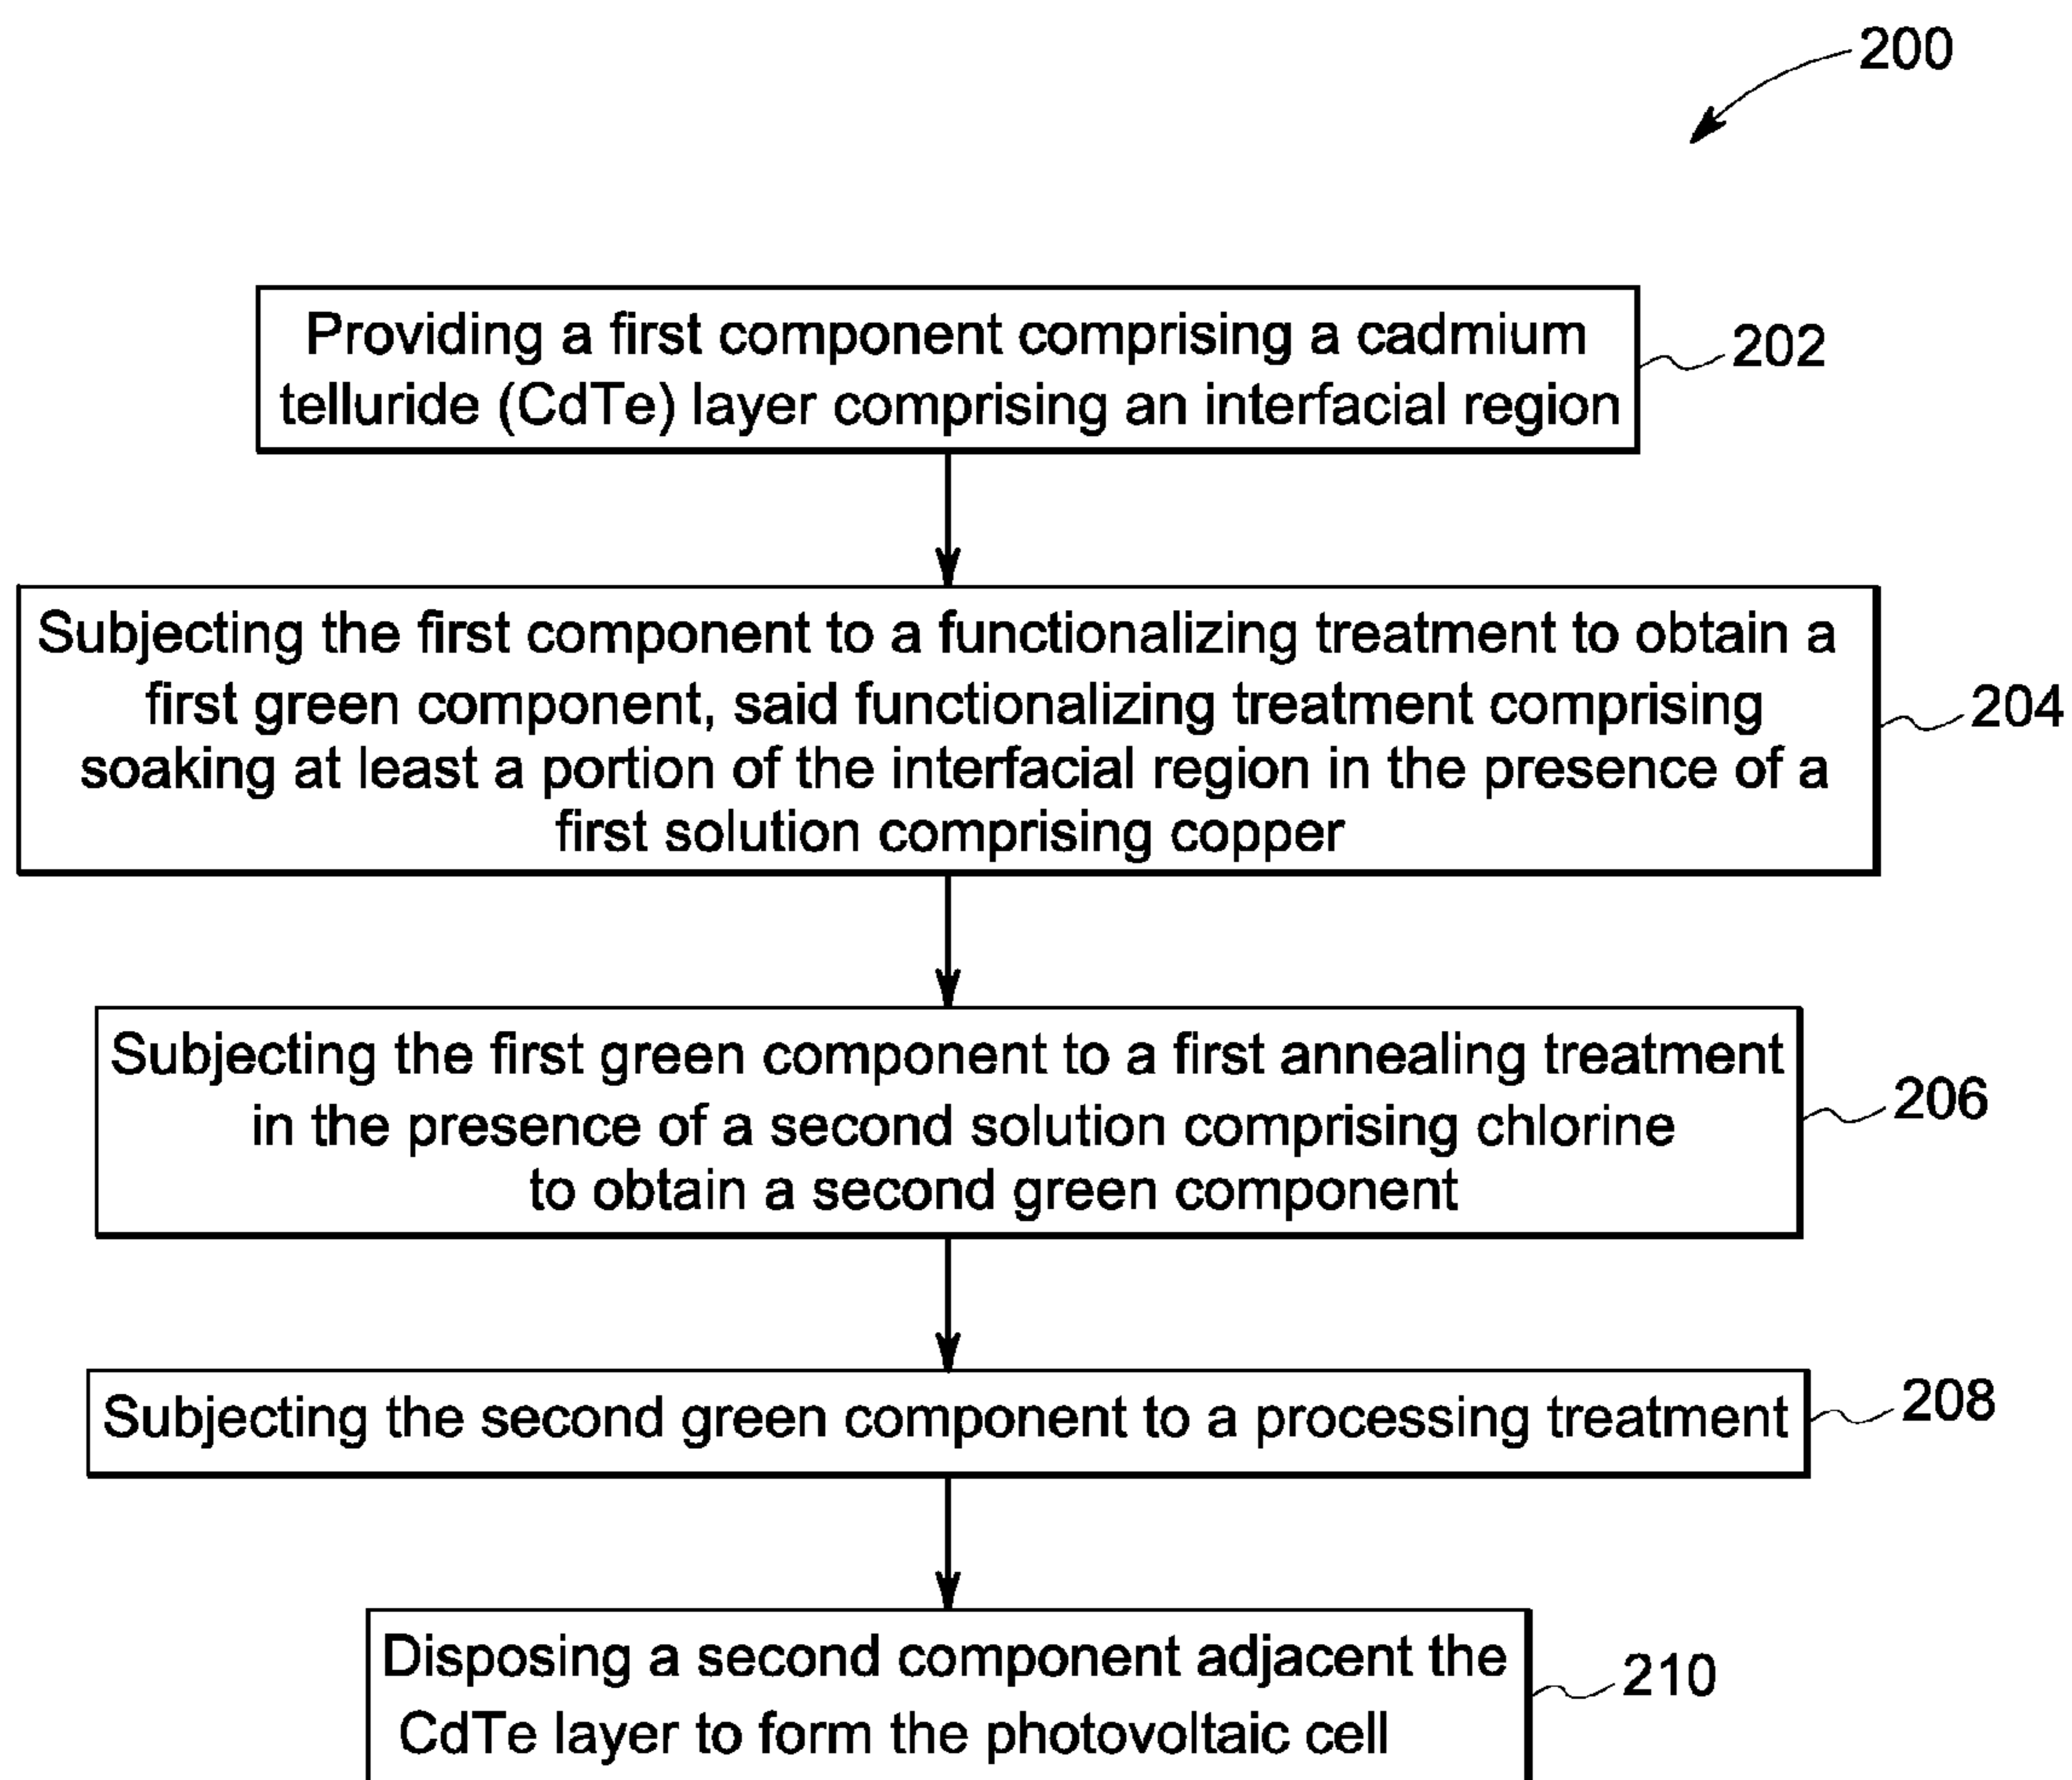 200
Providing a first component comprising a cadmium
telluride (CdTe) layer comprising an interfacial region
202
Subjecting the first component to a functionalizing treatment to obtain a
first green component, said functionalizing treatment comprising
soaking at least a portion of the interfacial region in the presence of a
first solution comprising copper
204
Subjecting the first green component to a first annealing treatment
in the presence of a second solution comprising chlorine
to obtain a second green component
206
Subjecting the second green component to a processing treatment
208
Disposing a second component adjacent the
CdTe layer to form the photovoltaic cell
210